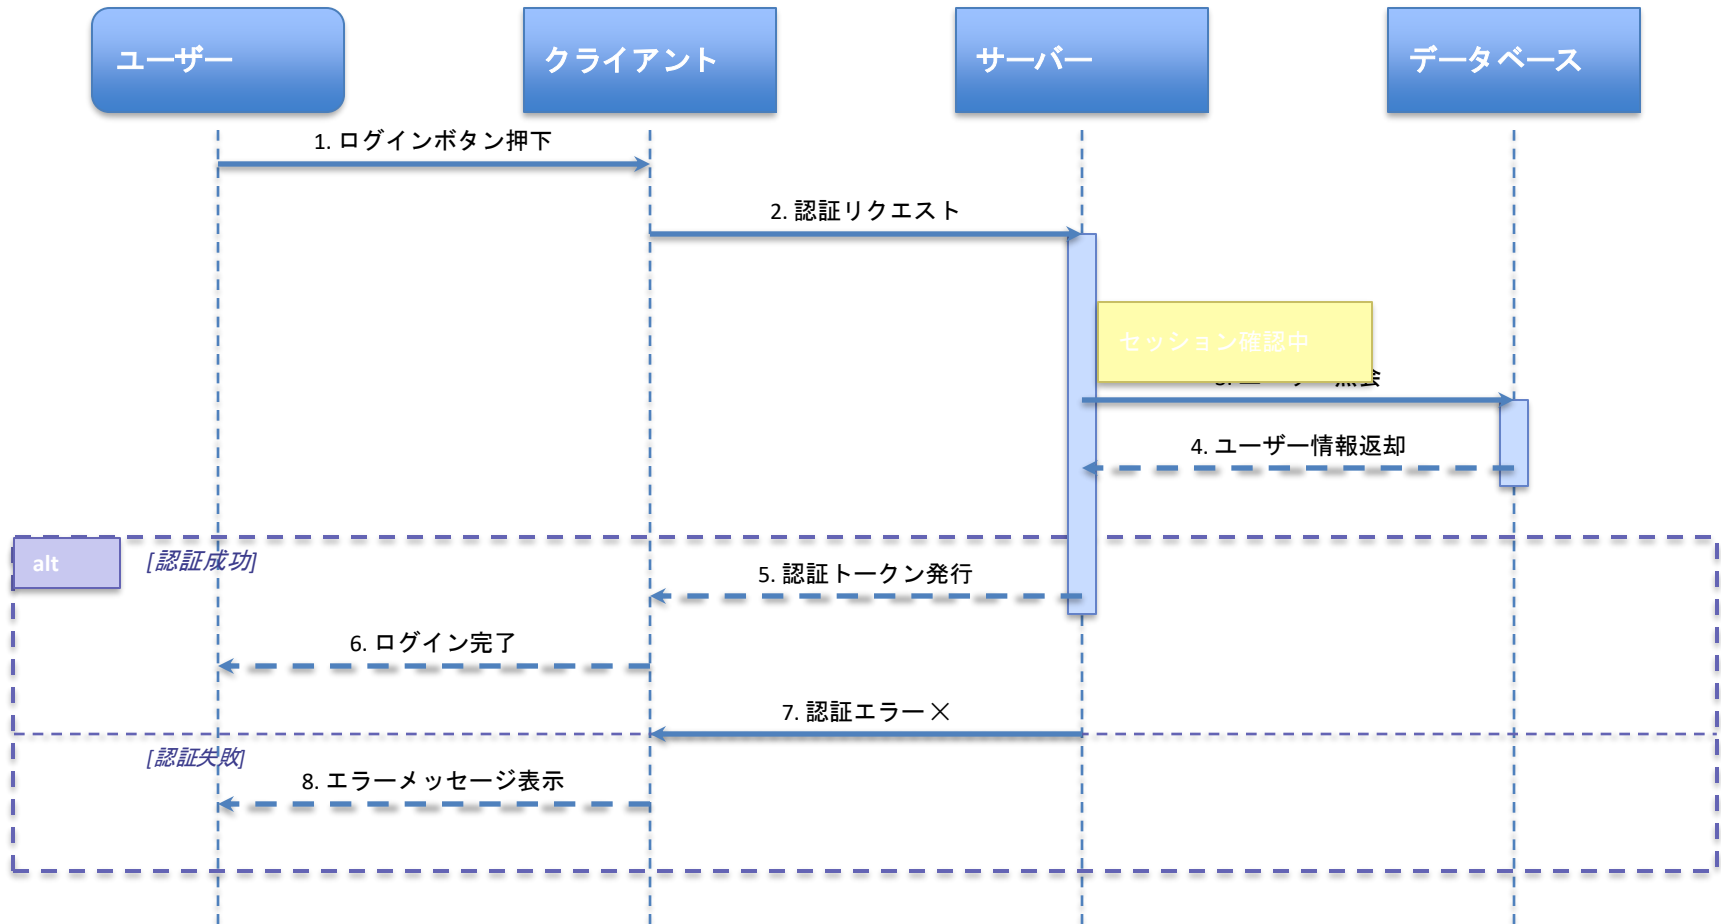 ユーザー
クライアント
サーバー
データベース
1. ログインボタン押下
2. 認証リクエスト
セッション確認中
4. ユーザー情報返却
alt
[認証成功]
5. 認証トークン発行
6. ログイン完了
7. 認証エラー×
[認証失敗]
8. エラーメッセージ表示